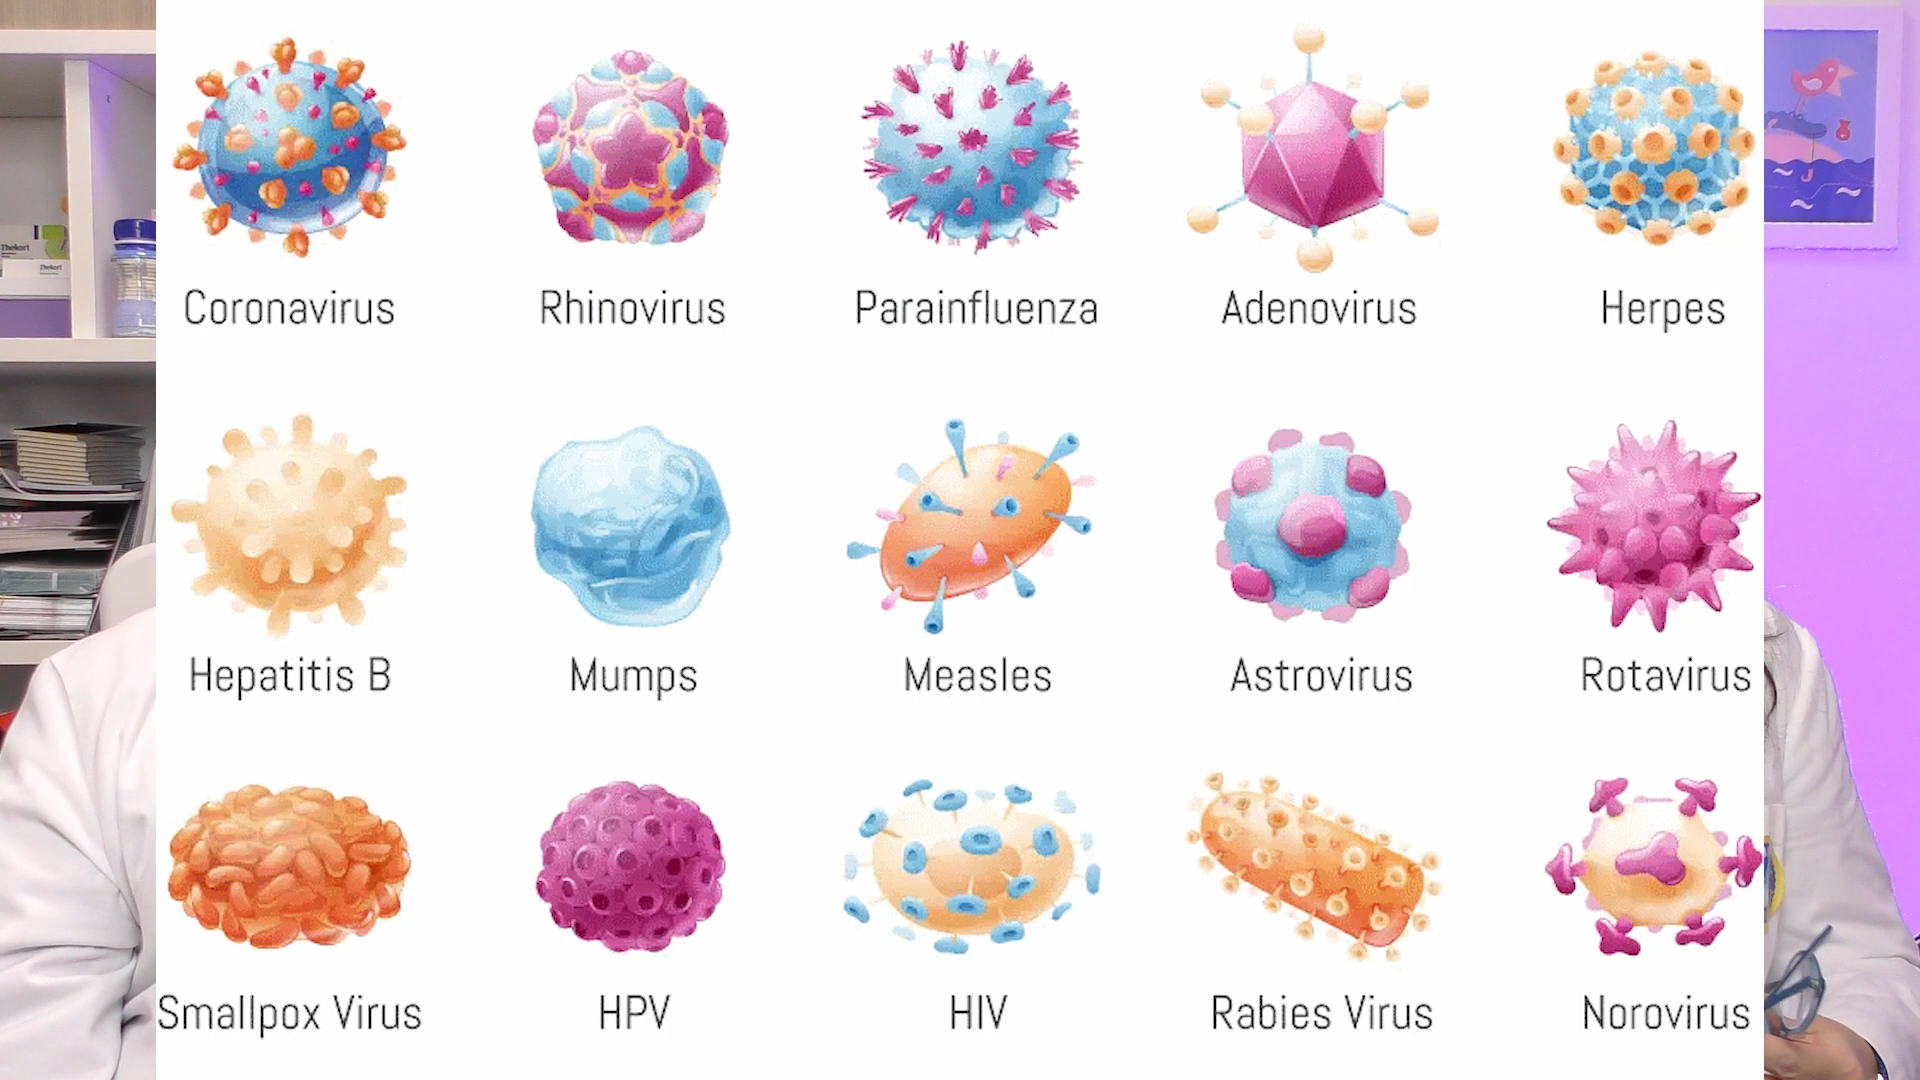 Coronavirus
Rhinovirus
Parainfluenza
Adenovirus
Herpes
Hepatitis B
Mumps
Measles
Astrovirus
Rotavirus
Smallpox Virus
HPV
HIV
Rabies Virus
Norovirus